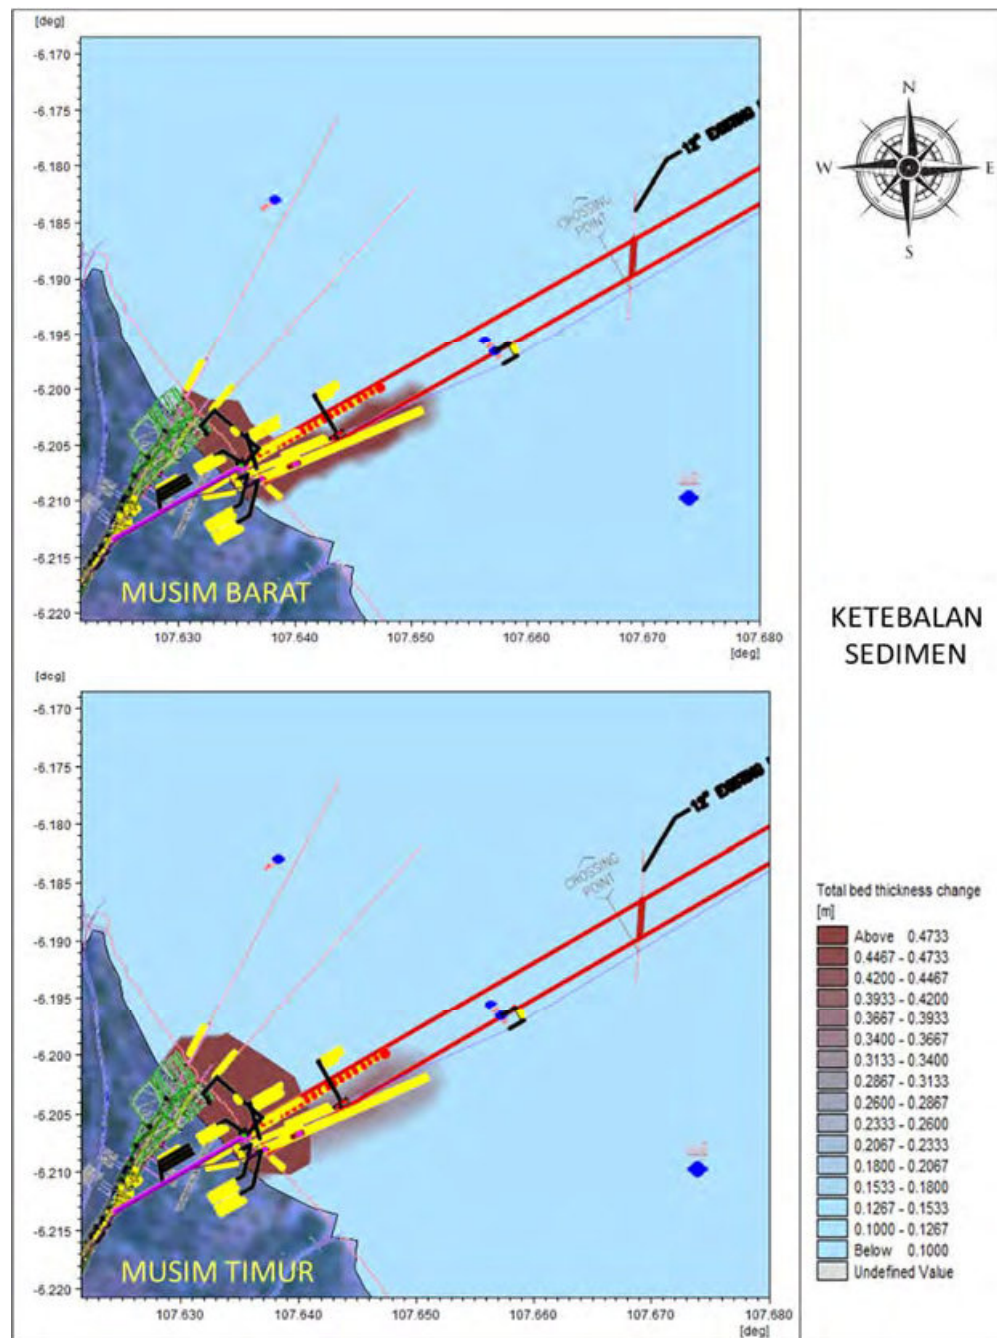 [deg]
-6.170
-6.175
-6.180
-6.185
-6.190
-6.195
-6.200
-6.205
-6.210
-6.215
-6.220
12"
CROSSING
POINT
MUSIM BARAT
107.630
107.640
107.650
107.660
107.670
107.680
[deg]
N
W
E
S
KETEBALAN
SEDIMEN
[deg]
-6.170
-6.175
-6.180
-6.185
-6.190
-6.195
-6.200
-6.205
-6.210
-6.215
-6.220
12"
CROSSING
POINT
MUSIM TIMUR
107.630
107.640
107.650
107.660
107.670
107.680
[deg]
Total bed thickness change
[m]
Above 0.4733
0.4467 - 0.4733
0.4200 - 0.4467
0.3933 - 0.4200
0.3667 - 0.3933
0.3400 - 0.3667
0.3133 - 0.3400
0.2867 - 0.3133
0.2600 - 0.2867
0.2333 - 0.2600
0.2067 - 0.2333
0.1800 - 0.2067
0.1533 - 0.1800
0.1267 - 0.1533
0.1000 - 0.1267
Below 0.1000
Undefined Value